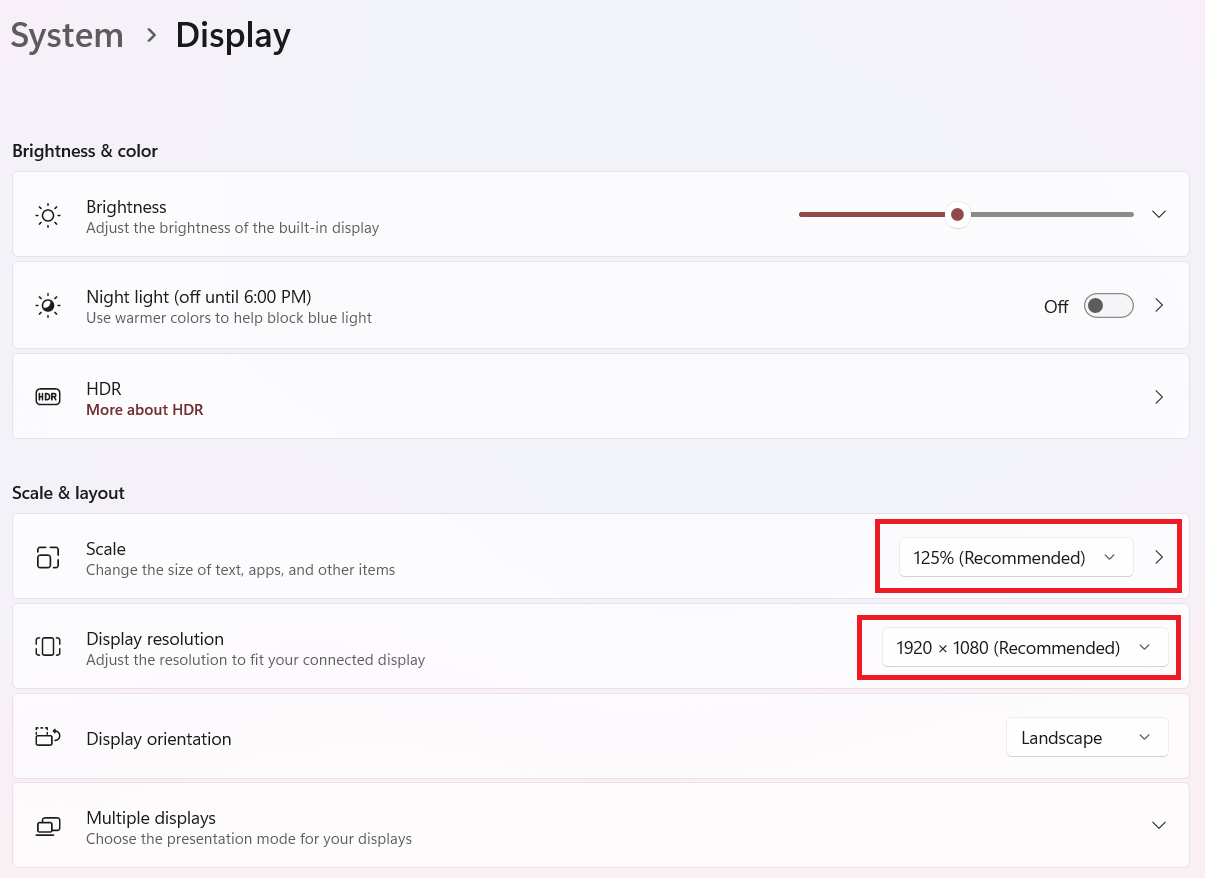 System > Display
Brightness & color
Brightness
Adjust the brightness of the built-in display
Night light (off until 6:00 PM)
Off
Use warmer colors to help block blue light
HDR
HDR
More about HDR
Scale & layout
Scale
125% (Recommended)
Change the size of text, apps, and other items
Display resolution
1920 × 1080 (Recommended)
Adjust the resolution to fit your connected display
Display orientation
Landscape
Multiple displays
Choose the presentation mode for your displays